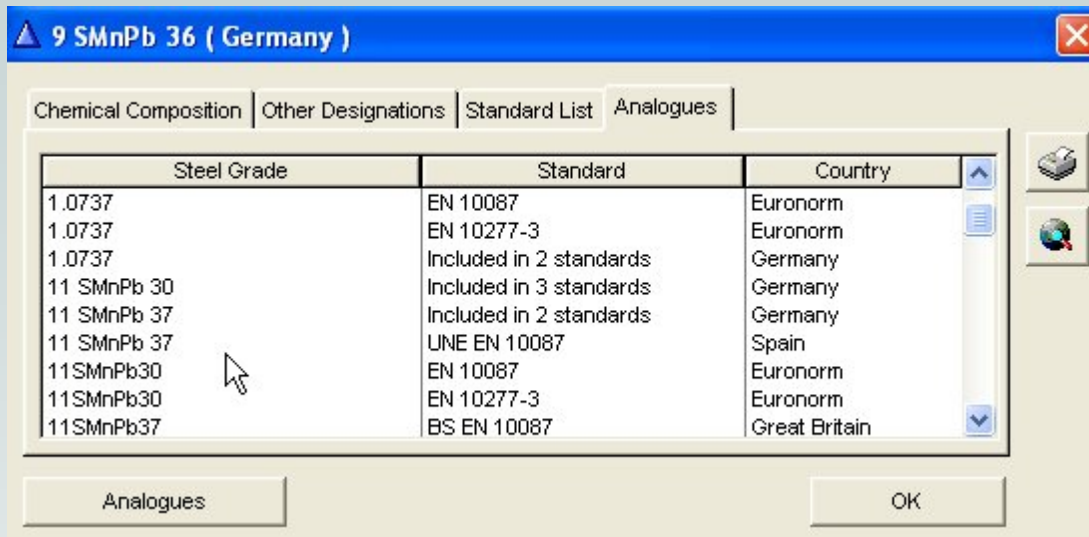 9 SMnPb 36 ( Germany )
Chemical Composition Other Designations Standard List Analogues
Steel Grade Standard Country
1.0737 EN 10087 Euronorm
1.0737 EN 10277-3 Euronorm
1.0737 Included in 2 standards Germany
11 SMnPb 30 Included in 3 standards Germany
11 SMnPb 37 Included in 2 standards Germany
11 SMnPb 37 UNE EN 10087 Spain
11SMnPb30 EN 10087 Euronorm
11SMnPb30 EN 10277-3 Euronorm
11SMnPb37 BS EN 10087 Great Britain
Analogues OK